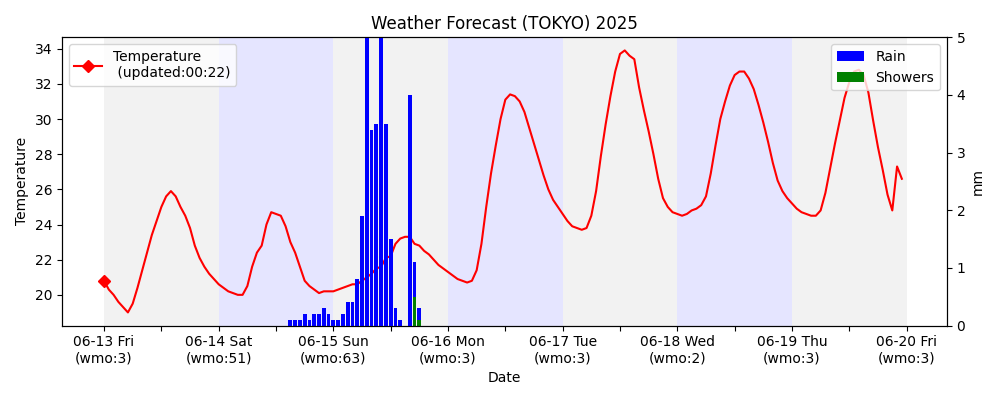 Weather Forecast (TOKYO) 2025
Temperature
(updated:00:22)
Rain
Showers
34
32
30
28
26
24
22
20
Temperature
5
4
3
2
1
0
mm
06-13 Fri
(wmo:3)
06-14 Sat
(wmo:51)
06-15 Sun
(wmo:63)
06-16 Mon
(wmo:3)
06-17 Tue
(wmo:3)
06-18 Wed
(wmo:2)
06-19 Thu
(wmo:3)
06-20 Fri
(wmo:3)
Date